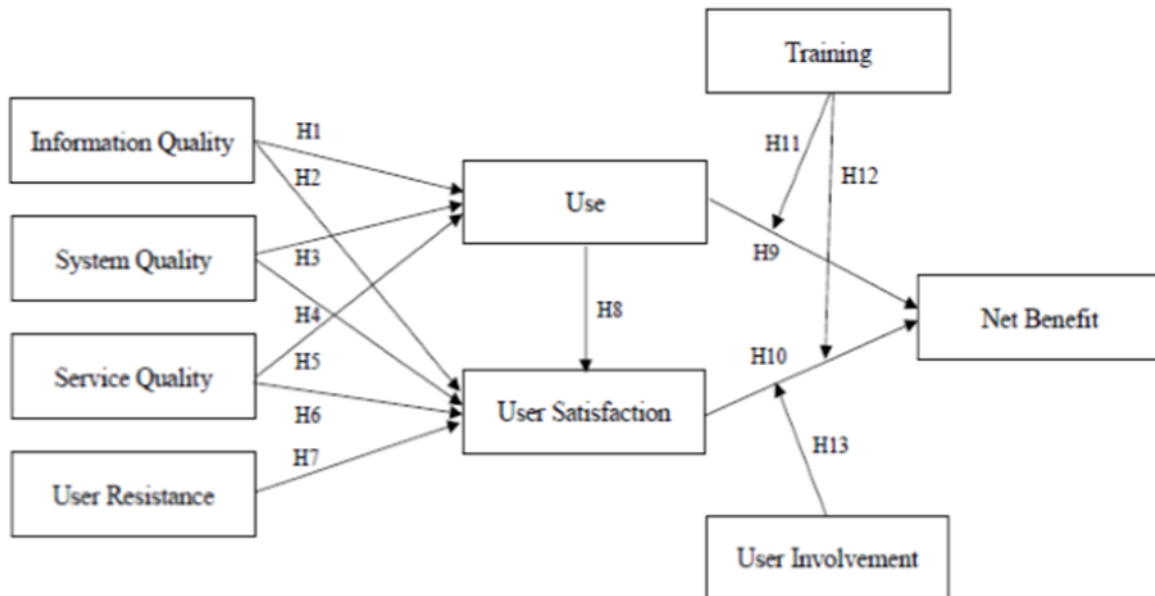 Training
Information Quality
H1
H11
H2
H12
Use
System Quality
H3
H9
H4
H8
Net Benefit
Service Quality
H5
H10
User Satisfaction
H6
H13
H7
User Resistance
User Involvement